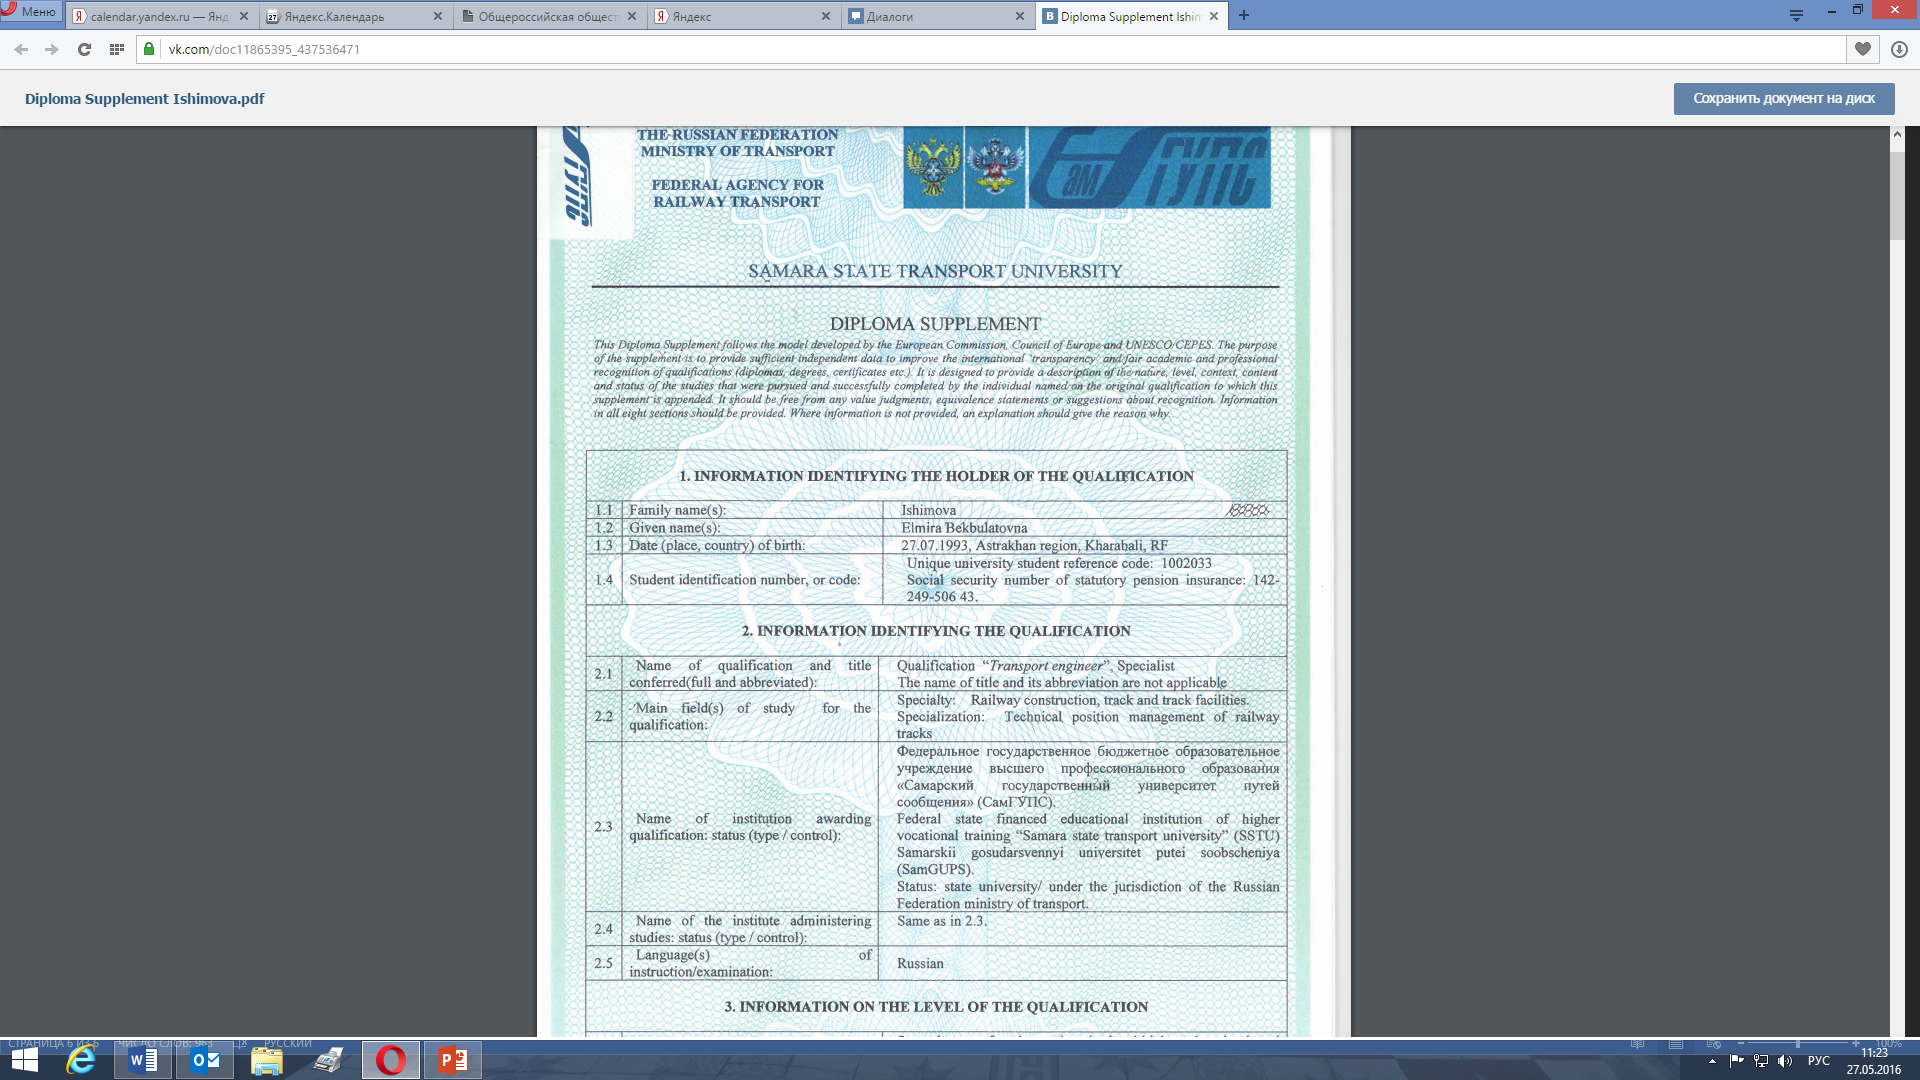 Меню
calendar.yandex.ru — Янд
Яндекс.Календарь
Общероссийская общест
Яндекс
Диалоги
Diploma Supplement Ishim
vk.com/doc11865395_437536471
Diploma Supplement Ishimova.pdf
Сохранить документ на диск
THE RUSSIAN FEDERATION
MINISTRY OF TRANSPORT
FEDERAL AGENCY FOR
RAILWAY TRANSPORT
SAMARA STATE TRANSPORT UNIVERSITY
DIPLOMA SUPPLEMENT
This Diploma Supplement follows the model developed by the European Commission, Council of Europe and UNESCO/CEPES. The purpose
of the supplement is to provide sufficient independent data to improve the international 'transparency' and fair academic and professional
recognition of qualifications (diplomas, degrees, certificates etc.). It is designed to provide a description of the nature, level, context, content
and status of the studies that were pursued and successfully completed by the individual named on the original qualification to which this
supplement is appended. It should be free from any value judgments, equivalence statements or suggestions about recognition. Information
in all eight sections should be provided. Where information is not provided, an explanation should give the reason why.
1. INFORMATION IDENTIFYING THE HOLDER OF THE QUALIFICATION
1.1 Family name(s): Ishimova
1.2 Given name(s): Elmira Bekbulatovna
1.3 Date (place, country) of birth: 27.07.1993, Astrakhan region, Kharabali, RF
1.4 Student identification number, or code:
Unique university student reference code: 1002033
Social security number of statutory pension insurance: 142-
249-506 43.
2. INFORMATION IDENTIFYING THE QUALIFICATION
2.1 Name of qualification and title
conferred(full and abbreviated):
Qualification “Transport engineer”, Specialist
The name of title and its abbreviation are not applicable
2.2 Main field(s) of study for the
qualification:
Specialty: Railway construction, track and track facilities.
Specialization: Technical position management of railway
tracks
2.3 Name of institution awarding
qualification: status (type / control):
Федеральное государственное бюджетное образовательное
учреждение высшего профессионального образования
«Самарский государственный университет путей
сообщения» (СамГУПС).
Federal state financed educational institution of higher
vocational training “Samara state transport university” (SSTU)
Samarskii gosudarsvennyi universitet putei soobscheniya
(SamGUPS).
Status: state university/ under the jurisdiction of the Russian
Federation ministry of transport.
2.4 Name of the institute administering
studies: status (type / control):
Same as in 2.3.
2.5 Language(s) of
instruction/examination:
Russian
3. INFORMATION ON THE LEVEL OF THE QUALIFICATION
СТРАНИЦА 6 ИЗ 6 ЧИСЛО СЛОВ: 963 РУССКИЙ
100%
РУС
11:23
27.05.2016